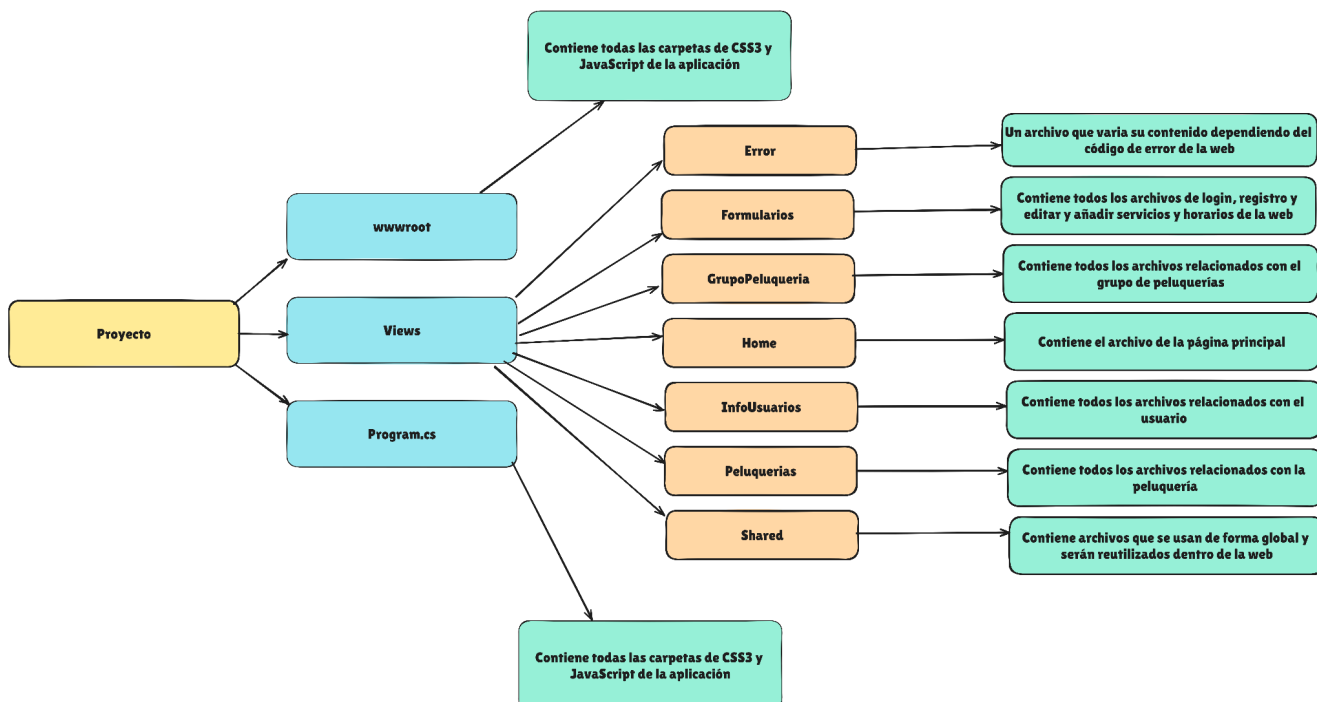 Contiene todas las carpetas de CSS3 y
JavaScript de la aplicación
Error
Un archivo que varia su contenido dependiendo del
código de error de la web
wwwroot
Formularios
Contiene todos los archivos de login, registro y
editar y añadir servicios y horarios de la web
GrupoPeluqueria
Contiene todos los archivos relacionados con el
grupo de peluquerías
Proyecto
Views
Home
Contiene el archivo de la página principal
InfoUsuarios
Contiene todos los archivos relacionados con el
usuario
Program.cs
Peluquerias
Contiene todos los archivos relacionados con la
peluquería
Shared
Contiene archivos que se usan de forma global y
serán reutilizados dentro de la web
Contiene todas las carpetas de CSS3 y
JavaScript de la aplicación